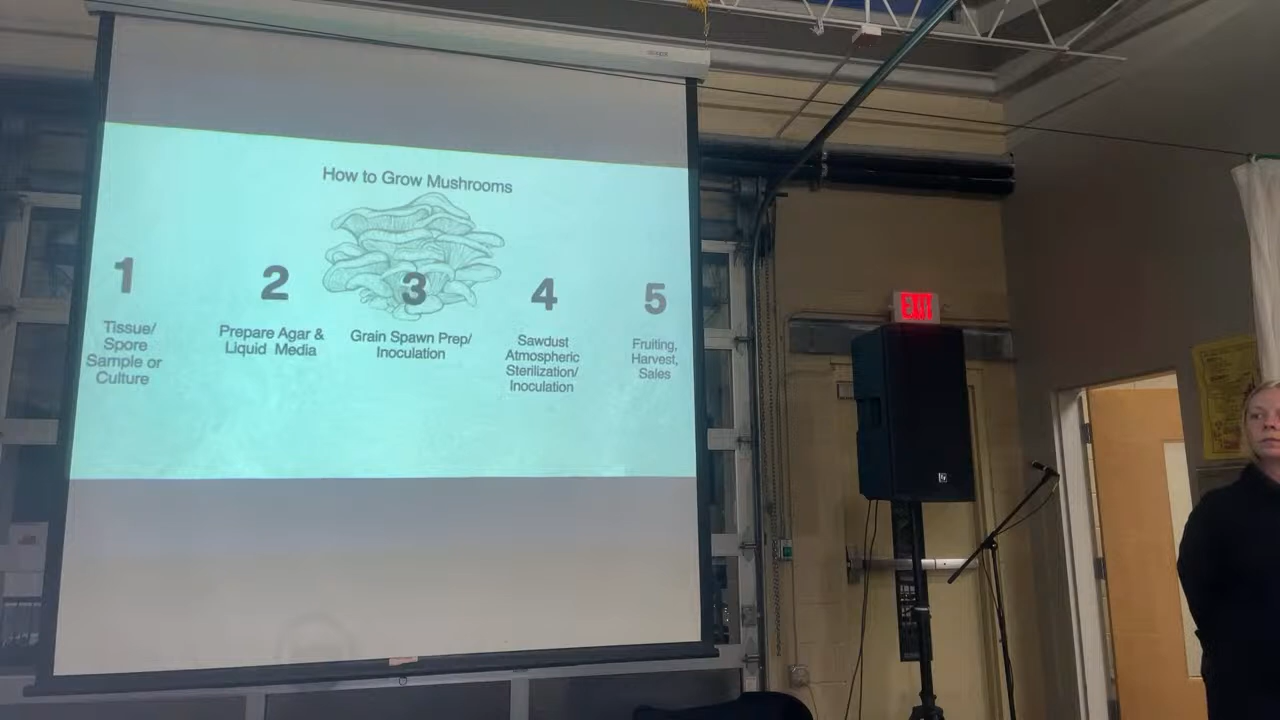 How to Grow Mushrooms
1
Tissue/
Spore
Sample or
Culture
2
Prepare Agar &
Liquid Media
3
Grain Spawn Prep/
Inoculation
4
Sawdust
Atmospheric
Sterilization/
Inoculation
5
Fruiting,
Harvest,
Sales
EXIT